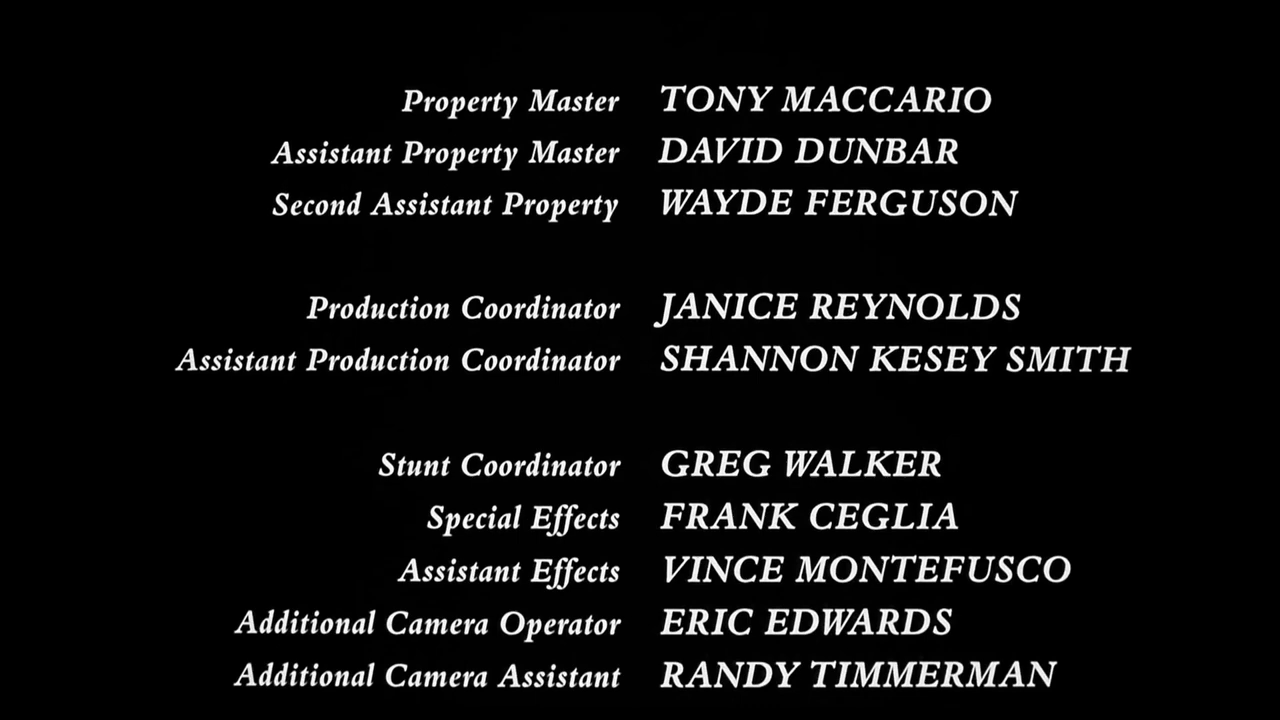 Property Master TONY MACCARIO
Assistant Property Master DAVID DUNBAR
Second Assistant Property WAYDE FERGUSON
Production Coordinator JANICE REYNOLDS
Assistant Production Coordinator SHANNON KESEY SMITH
Stunt Coordinator GREG WALKER
Special Effects FRANK CEGLIA
Assistant Effects VINCE MONTEFUSCO
Additional Camera Operator ERIC EDWARDS
Additional Camera Assistant RANDY TIMMERMAN